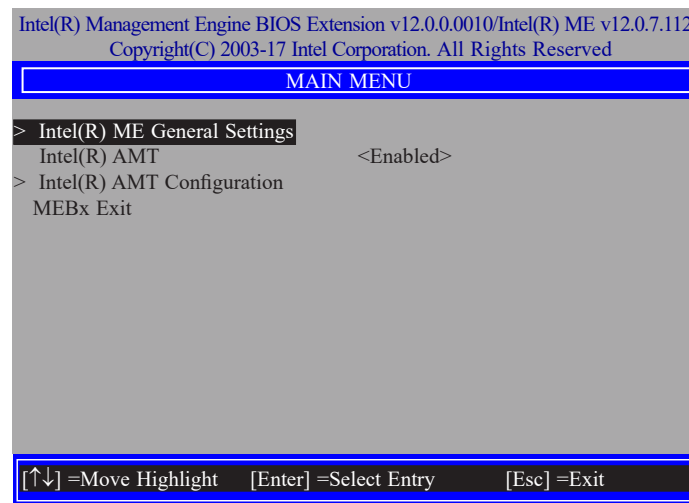 Intel(R) Management Engine BIOS Extension v12.0.0.0010/Intel(R) ME v12.0.7.112
Copyright(C) 2003-17 Intel Corporation. All Rights Reserved
MAIN MENU
> Intel(R) ME General Settings
Intel(R) AMT <Enabled>
> Intel(R) AMT Configuration
MEBx Exit
[↑↓] =Move Highlight [Enter] =Select Entry [Esc] =Exit